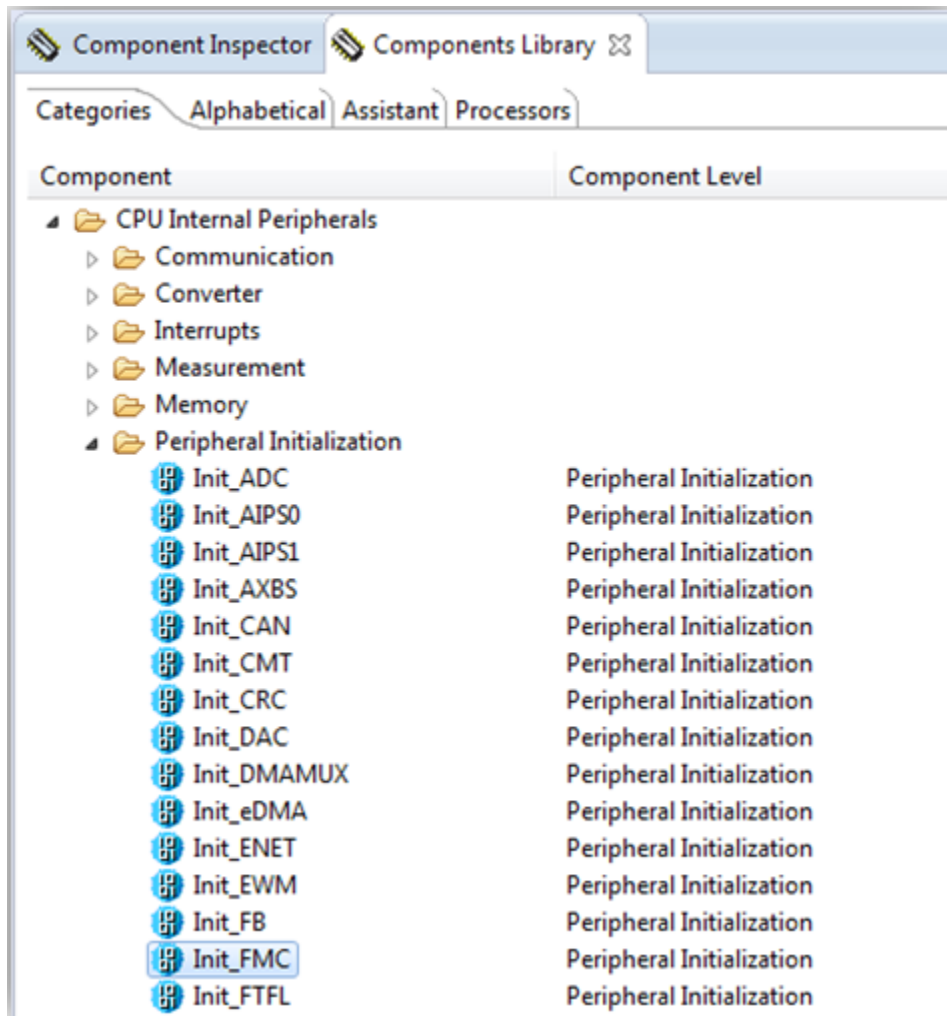 Component Inspector Components Library
Categories Alphabetical Assistant Processors
Component Component Level
CPU Internal Peripherals
Communication
Converter
Interrupts
Measurement
Memory
Peripheral Initialization
Init_ADC Peripheral Initialization
Init_AIPS0 Peripheral Initialization
Init_AIPS1 Peripheral Initialization
Init_AXBS Peripheral Initialization
Init_CAN Peripheral Initialization
Init_CMT Peripheral Initialization
Init_CRC Peripheral Initialization
Init_DAC Peripheral Initialization
Init_DMAMUX Peripheral Initialization
Init_eDMA Peripheral Initialization
Init_ENET Peripheral Initialization
Init_EWM Peripheral Initialization
Init_FB Peripheral Initialization
Init_FMC Peripheral Initialization
Init_FTFL Peripheral Initialization